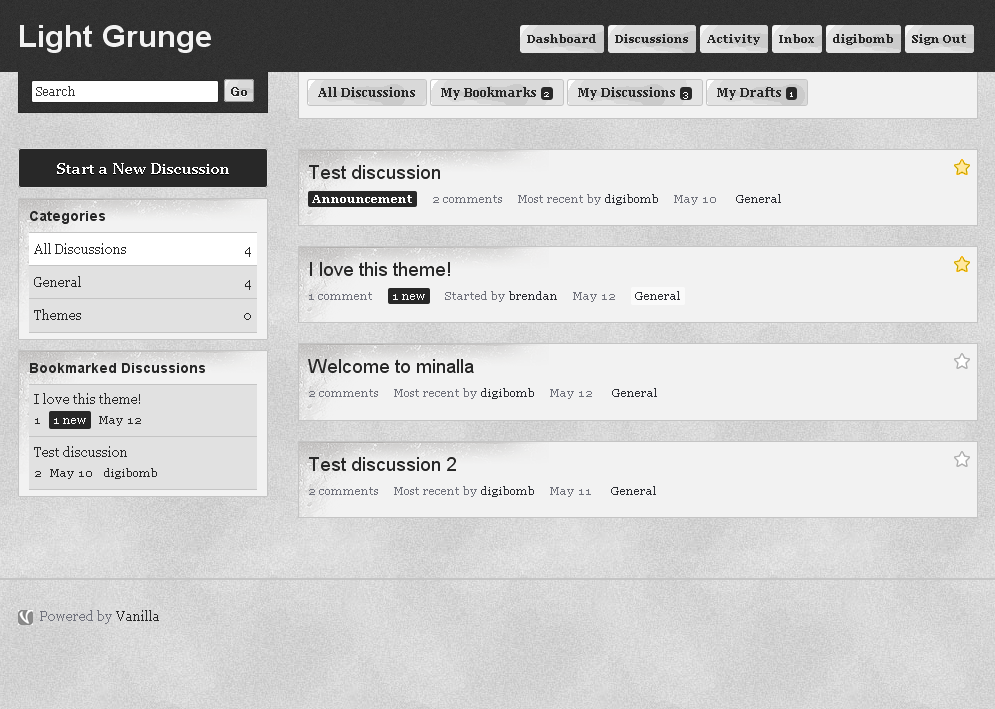 Light Grunge
Dashboard Discussions Activity Inbox digibomb Sign Out
Search Go
All Discussions My Bookmarks 2 My Discussions 3 My Drafts 1
Start a New Discussion
Categories
All Discussions 4
General 4
Themes 0
Bookmarked Discussions
I love this theme!
1 1 new May 12
Test discussion
2 May 10 digibomb
Test discussion
Announcement 2 comments Most recent by digibomb May 10 General
I love this theme!
1 comment 1 new Started by brendan May 12 General
Welcome to minalla
2 comments Most recent by digibomb May 12 General
Test discussion 2
2 comments Most recent by digibomb May 11 General
Powered by Vanilla